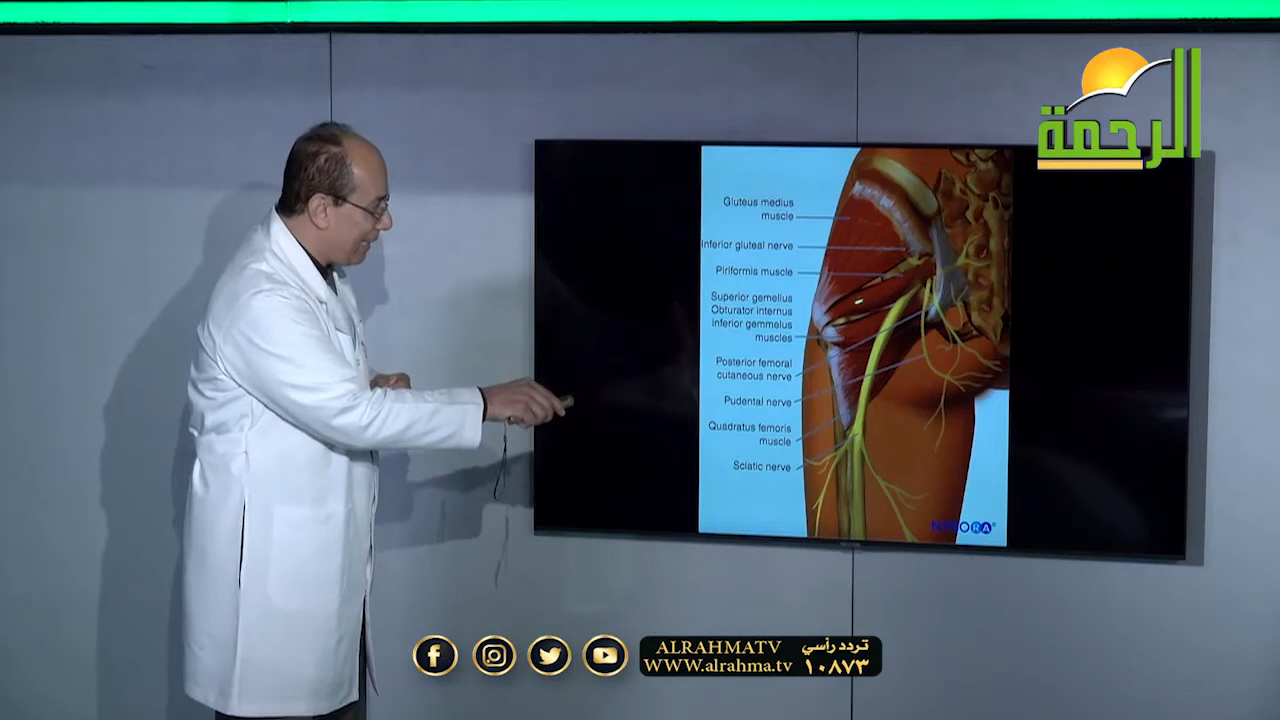 الرحمة
Gluteus medius
muscle
Inferior gluteal nerve
Piriformis muscle
Superior gemellus
Obturator internus
Inferior gemmelus
muscles
Posterior femoral
cutaneous nerve
Pudental nerve
Quadratus femoris
muscle
Sciatic nerve
NYSORA®
ALRAHMATV
WWW.alrahma.tv
تردد رأسي
١٠٨٧٣